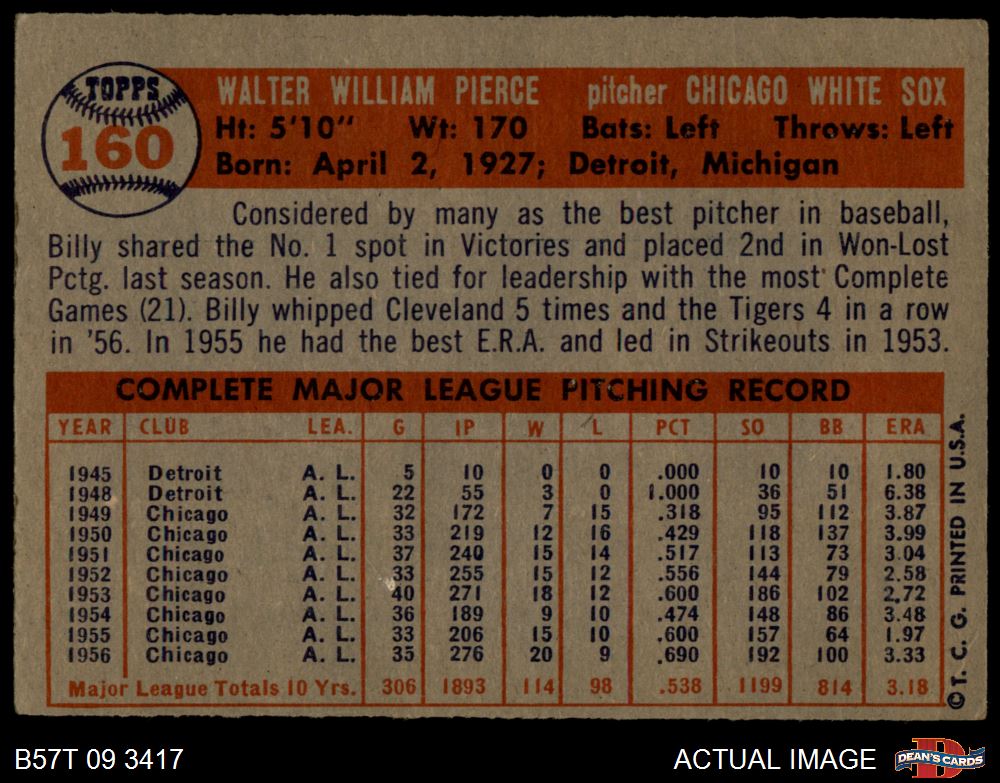 TOPPS
160
WALTER WILLIAM PIERCE pitcher CHICAGO WHITE SOX
Ht: 5'10" Wt: 170 Bats: Left Throws: Left
Born: April 2, 1927; Detroit, Michigan
Considered by many as the best pitcher in baseball,
Billy shared the No. 1 spot in Victories and placed 2nd in Won-Lost
Pctg. last season. He also tied for leadership with the most Complete
Games (21). Billy whipped Cleveland 5 times and the Tigers 4 in a row
in '56. In 1955 he had the best E.R.A. and led in Strikeouts in 1953.
COMPLETE MAJOR LEAGUE PITCHING RECORD
YEAR CLUB LEA. G IP W L PCT SO BB ERA
1945 Detroit A. L. 5 10 0 0 .000 10 10 1.80
1948 Detroit A. L. 22 55 3 0 1.000 36 51 6.38
1949 Chicago A. L. 32 172 7 15 .318 95 112 3.87
1950 Chicago A. L. 33 219 12 16 .429 118 137 3.99
1951 Chicago A. L. 37 240 15 14 .517 113 73 3.04
1952 Chicago A. L. 33 255 15 12 .556 144 79 2.58
1953 Chicago A. L. 40 271 18 12 .600 186 102 2.72
1954 Chicago A. L. 36 189 9 10 .474 148 86 3.48
1955 Chicago A. L. 33 206 15 10 .600 157 64 1.97
1956 Chicago A. L. 35 276 20 9 .690 192 100 3.33
Major League Totals 10 Yrs. 306 1893 114 98 .538 1199 814 3.18
©T. C. G. PRINTED IN U.S.A.
B57T 09 3417 ACTUAL IMAGE
D
DEAN'S CARDS